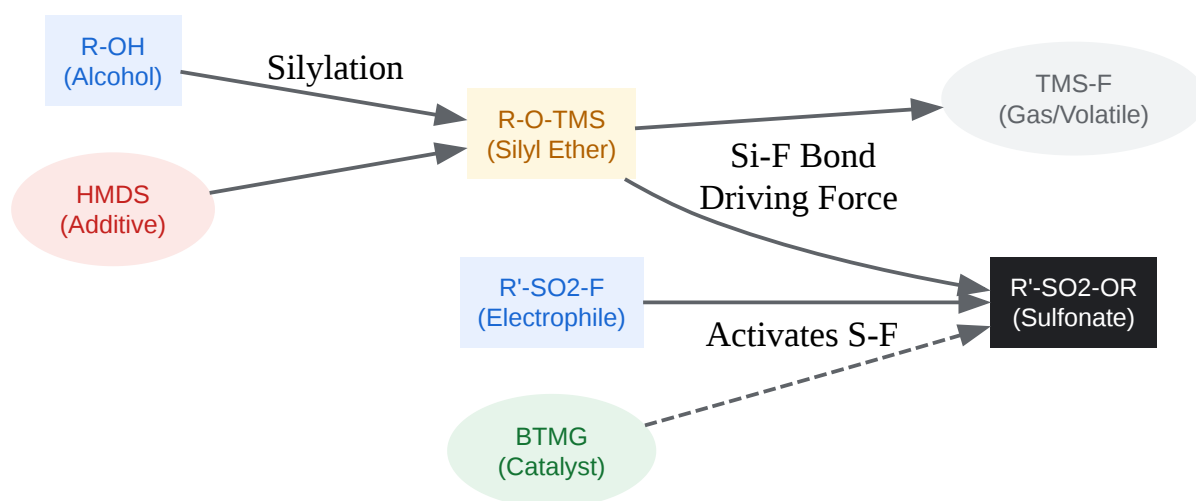 R-OH
(Alcohol)
Silylation
HMDS
(Additive)
R-O-TMS
(Silyl Ether)
TMS-F
(Gas/Volatile)
Si-F Bond
Driving Force
R'-SO2-F
(Electrophile)
R'-SO2-OR
(Sulfonate)
Activates S-F
BTMG
(Catalyst)